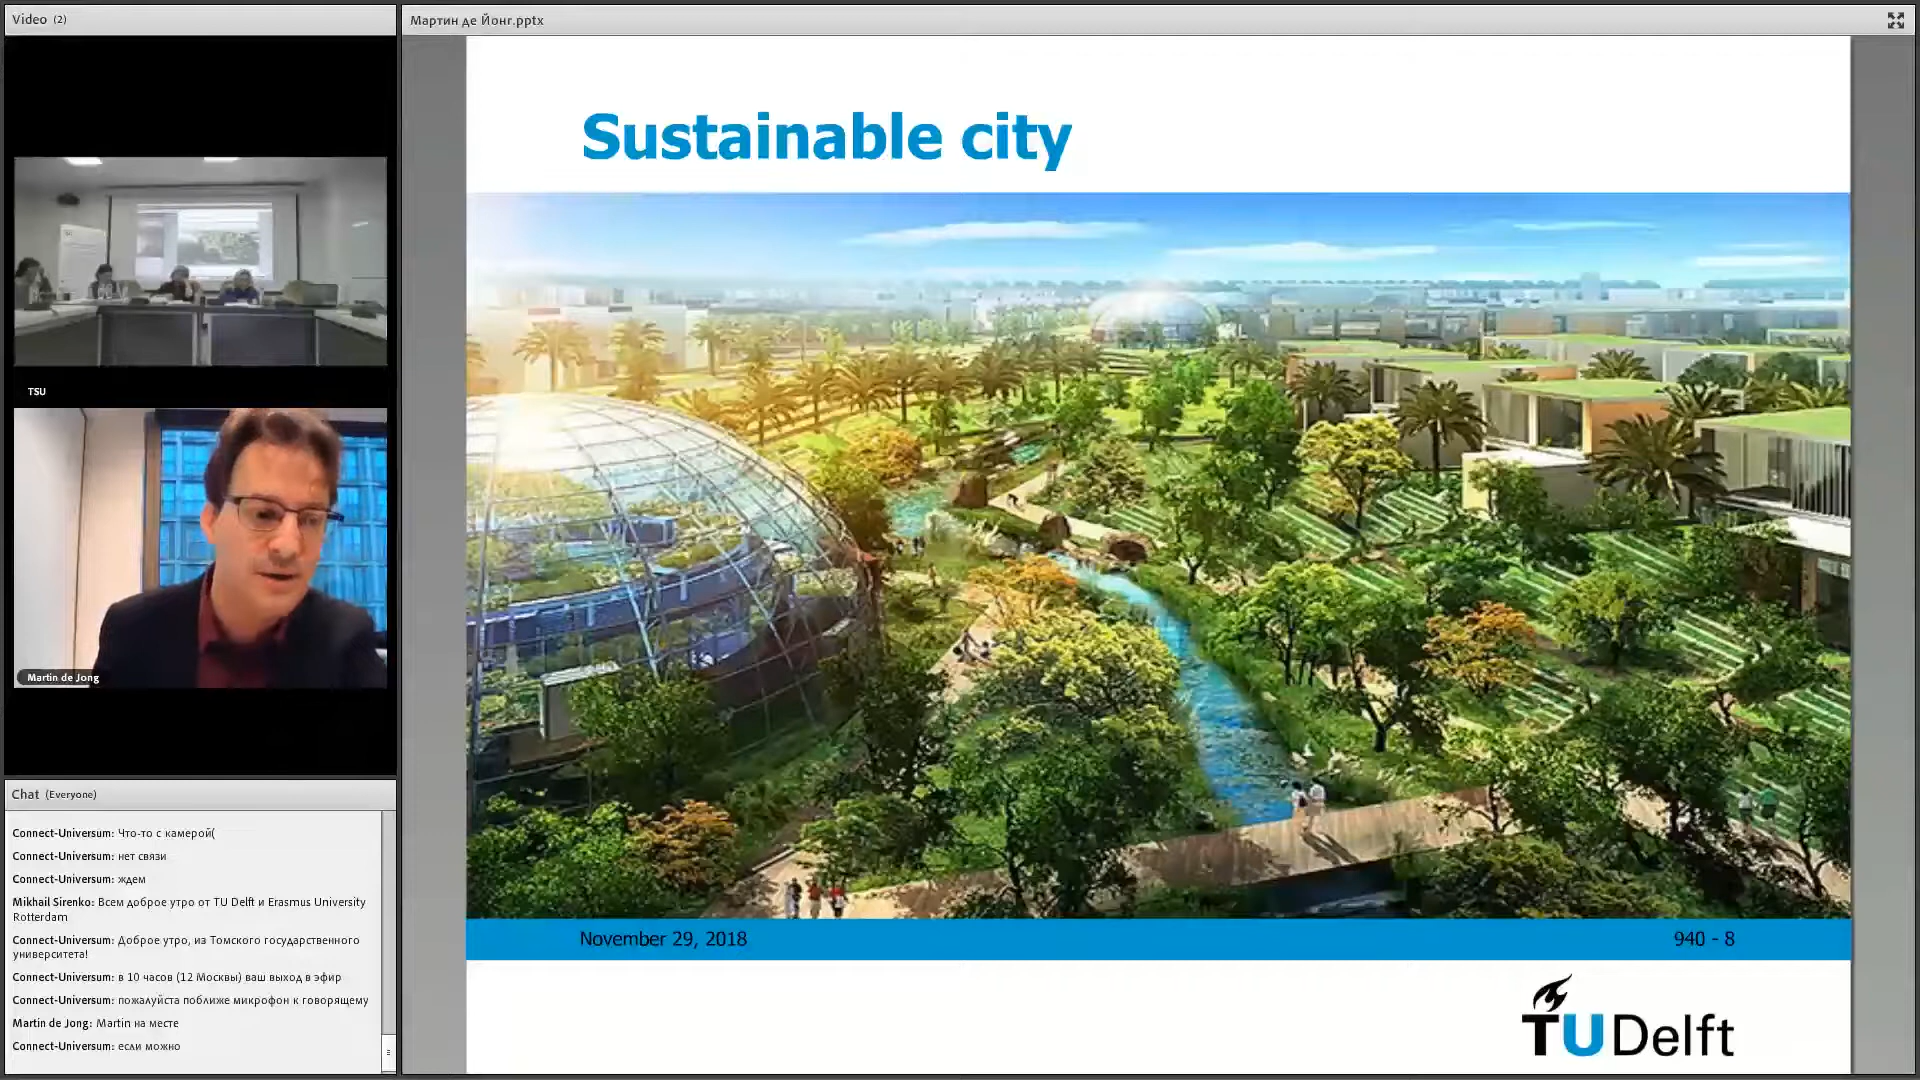 Video (2)
TSU
Martin de Jong
Chat (Everyone)
Connect-Universum: Что-то с камерой(
Connect-Universum: нет связи
Connect-Universum: ждем
Mikhail Sirenko: Всем доброе утро от TU Delft и Erasmus University
Rotterdam
Connect-Universum: Доброе утро, из Томского государственного
университета!
Connect-Universum: в 10 часов (12 Москвы) ваш выход в эфир
Connect-Universum: пожалуйста поближе микрофон к говорящему
Martin de Jong: Martin на месте
Connect-Universum: если можно
Мартин де Йонг.pptx
Sustainable city
November 29, 2018
940 - 8
TU Delft